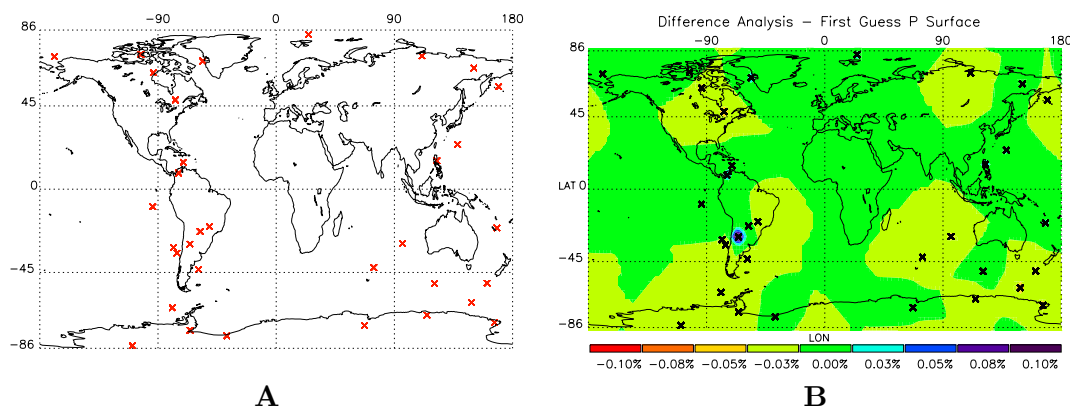 −90 0 90 180
86
45
0
−45
−86
A
Difference Analysis − First Guess P Surface
−90 0 90 180
86
45
LAT 0
−45
−86
LON
−0.10% −0.08% −0.05% −0.03% 0.00% 0.03% 0.05% 0.08% 0.10%
B